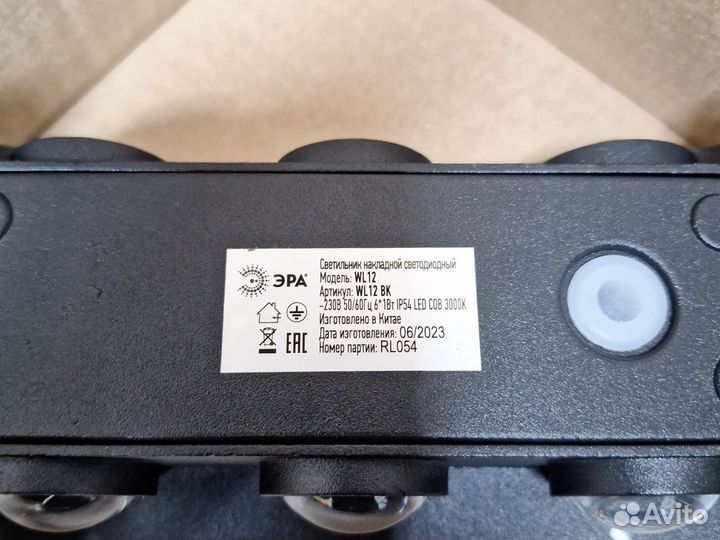 ЭРА®
Светильник накладной светодиодный
Модель: WL12
Артикул: WL12 BK
~230В 50/60Гц 6*1Вт IP54 LED COB 3000K
Изготовлено в Китае
Дата изготовления: 06/2023
Номер партии: RL054
EAC
Avito